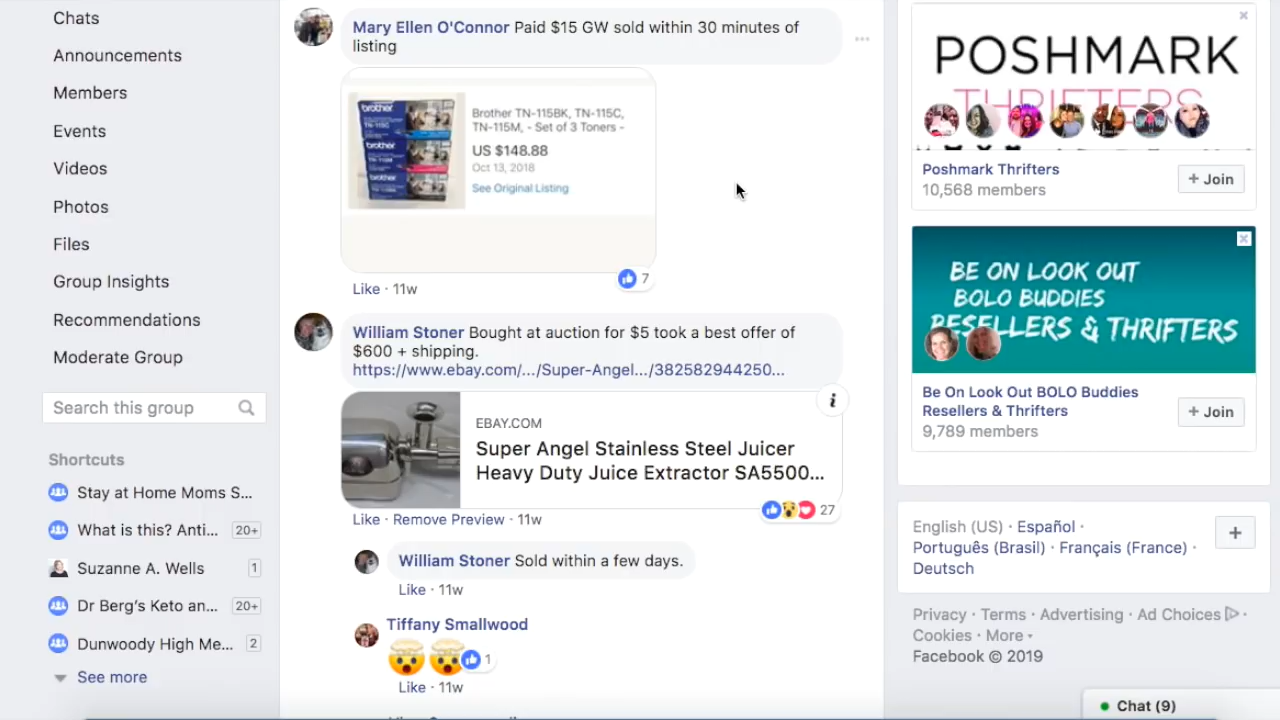 Chats
Announcements
Members
Events
Videos
Photos
Files
Group Insights
Recommendations
Moderate Group
Search this group
Shortcuts
Stay at Home Moms S...
What is this? Anti... 20+
Suzanne A. Wells 1
Dr Berg's Keto an... 20+
Dunwoody High Me... 2
See more
Mary Ellen O'Connor Paid $15 GW sold within 30 minutes of
listing
brother
TN-115C
brother
TN-115M
brother
Brother TN-115BK, TN-115C,
TN-115M, - Set of 3 Toners -
US $148.88
Oct 13, 2018
See Original Listing
7
Like · 11w
William Stoner Bought at auction for $5 took a best offer of
$600 + shipping.
https://www.ebay.com/.../Super-Angel.../382582944250...
EBAY.COM
Super Angel Stainless Steel Juicer
Heavy Duty Juice Extractor SA5500...
27
Like · Remove Preview · 11w
William Stoner Sold within a few days.
Like · 11w
Tiffany Smallwood
1
Like · 11w
POSHMARK
THRIFTERS
Poshmark Thrifters
10,568 members
+ Join
BE ON LOOK OUT
BOLO BUDDIES
RESELLERS & THRIFTERS
Be On Look Out BOLO Buddies
Resellers & Thrifters
9,789 members
+ Join
English (US) · Español ·
Português (Brasil) · Français (France) ·
Deutsch
Privacy · Terms · Advertising · Ad Choices ·
Cookies · More
Facebook © 2019
Chat (9)